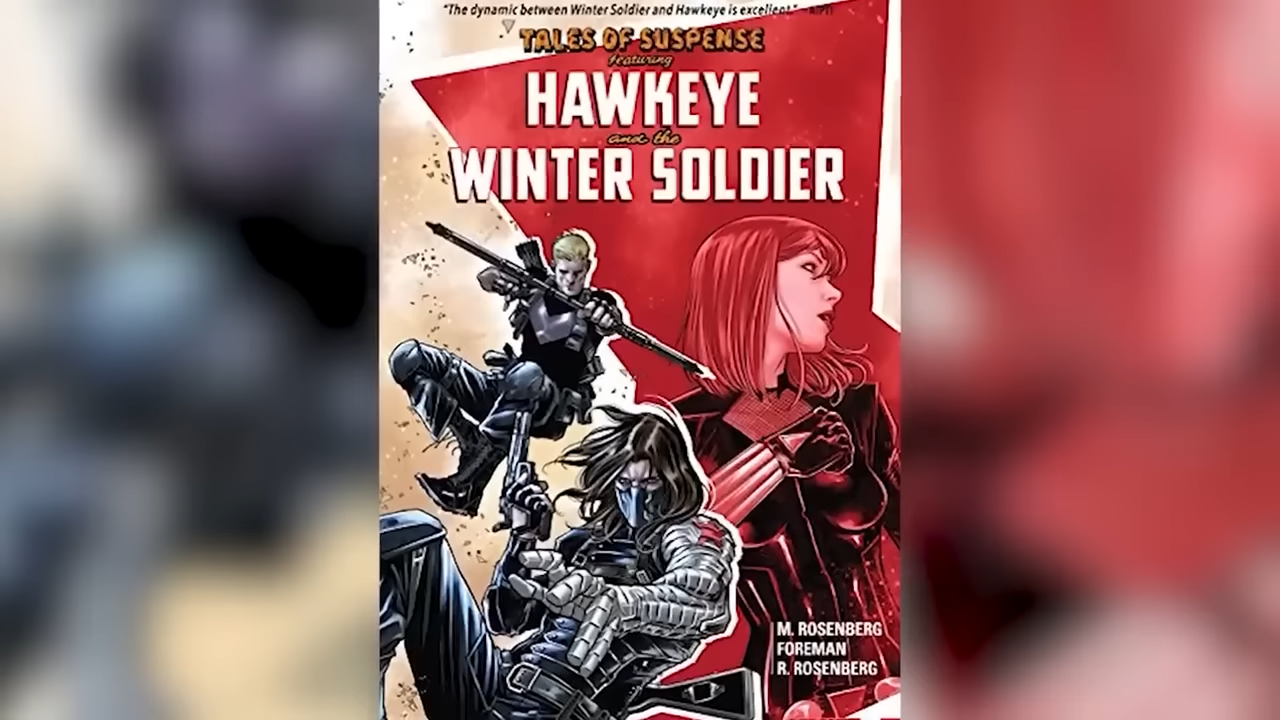 "The dynamic between Winter Soldier and Hawkeye is excellent."
TALES OF SUSPENSE
featuring
HAWKEYE
and the
WINTER SOLDIER
M. ROSENBERG
FOREMAN
R. ROSENBERG